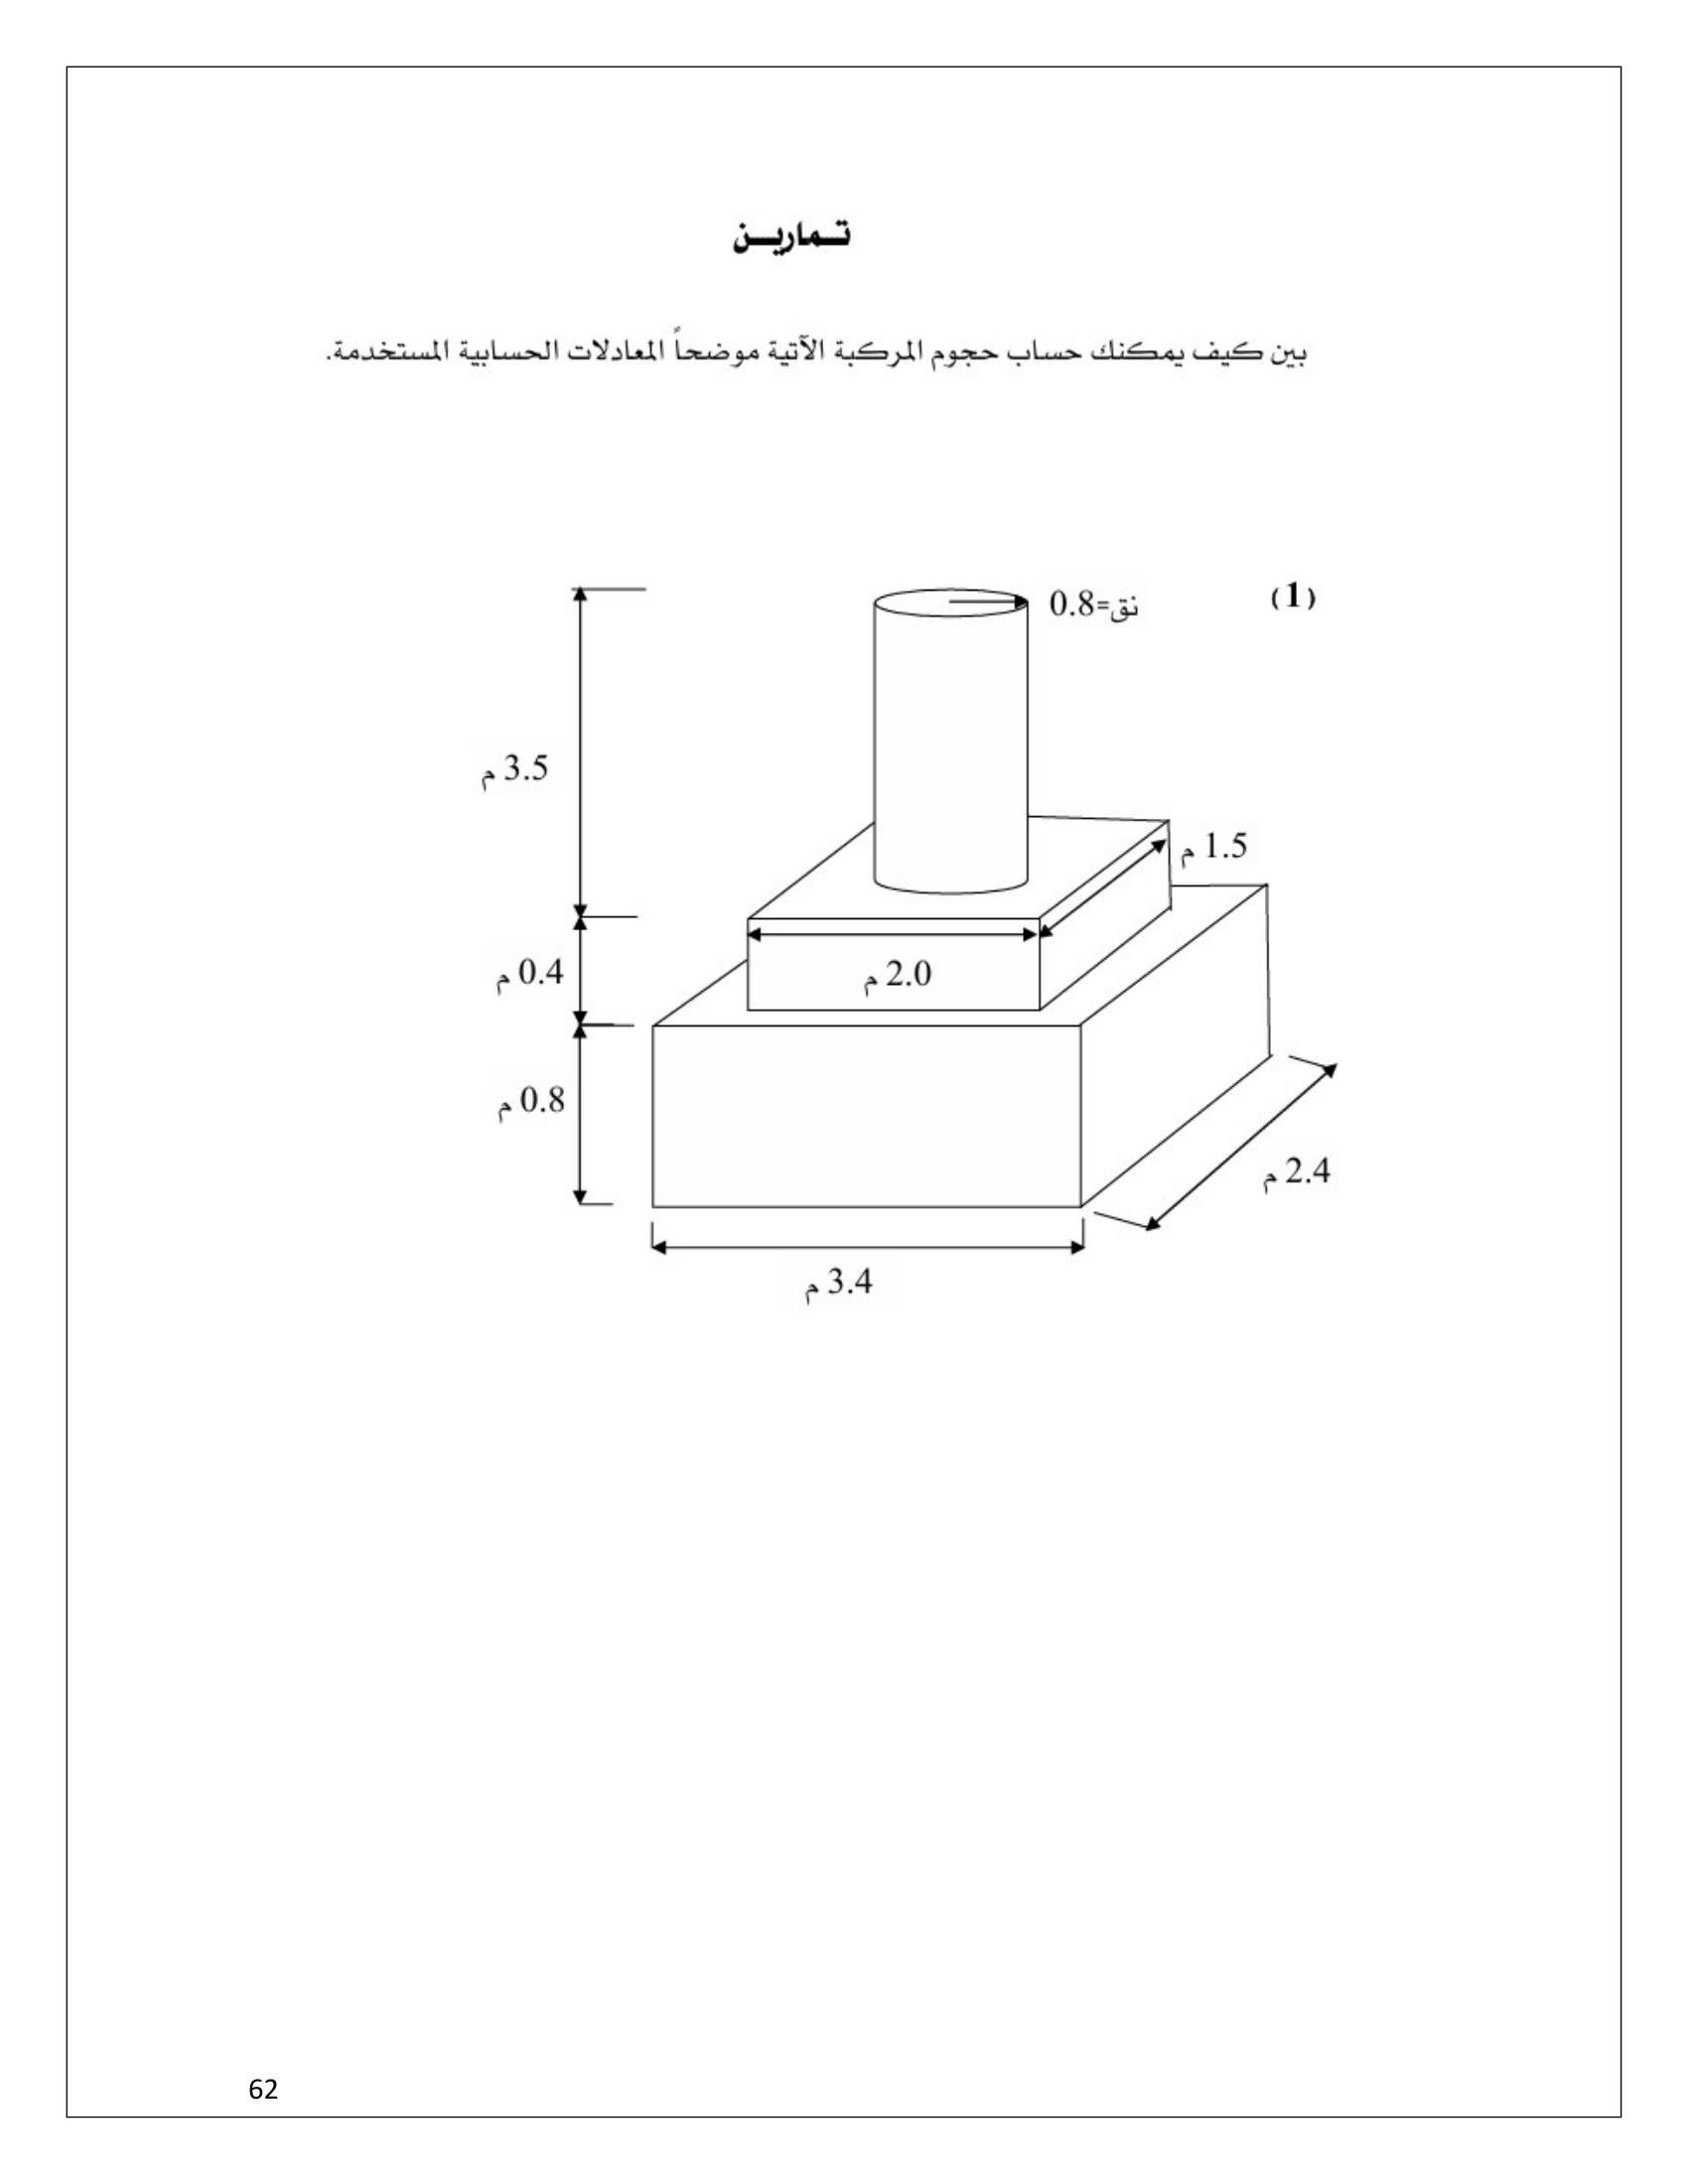 تـمـاريـن
بين كيف يمكنك حساب حجوم المركبة الآتية موضحاً المعادلات الحسابية المستخدمة.
(1)
نق=0.8
3.5 م
1.5 م
0.4 م
2.0 م
0.8 م
2.4 م
3.4 م
62